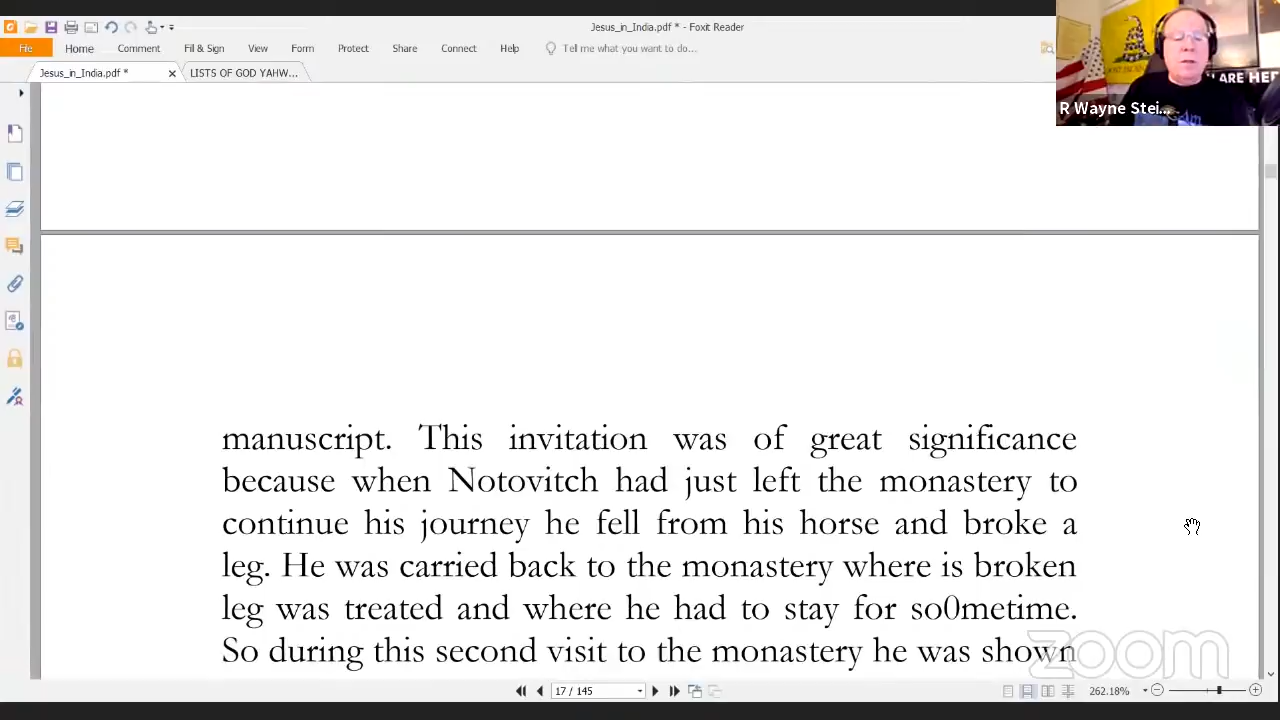 Jesus_in_India.pdf * - Foxit Reader
File Home Comment Fill & Sign View Form Protect Share Connect Help Tell me what you want to do...
Jesus_in_India.pdf * LISTS OF GOD YAHW...
ARE HERE
R Wayne Stei...
manuscript. This invitation was of great significance
because when Notovitch had just left the monastery to
continue his journey he fell from his horse and broke a
leg. He was carried back to the monastery where is broken
leg was treated and where he had to stay for so0metime.
So during this second visit to the monastery he was shown
zoom
17 / 145 262.18%